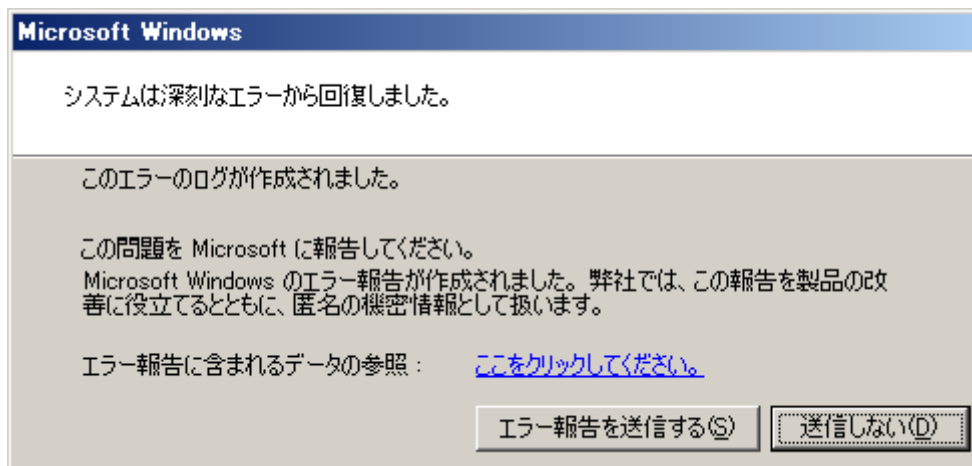 Microsoft Windows
システムは深刻なエラーから回復しました。
このエラーのログが作成されました。
この問題を Microsoft に報告してください。
Microsoft Windows のエラー報告が作成されました。弊社では、この報告を製品の改
善に役立てるとともに、匿名の機密情報として扱います。
エラー報告に含まれるデータの参照： ここをクリックしてください。
エラー報告を送信する(S) 送信しない(D)